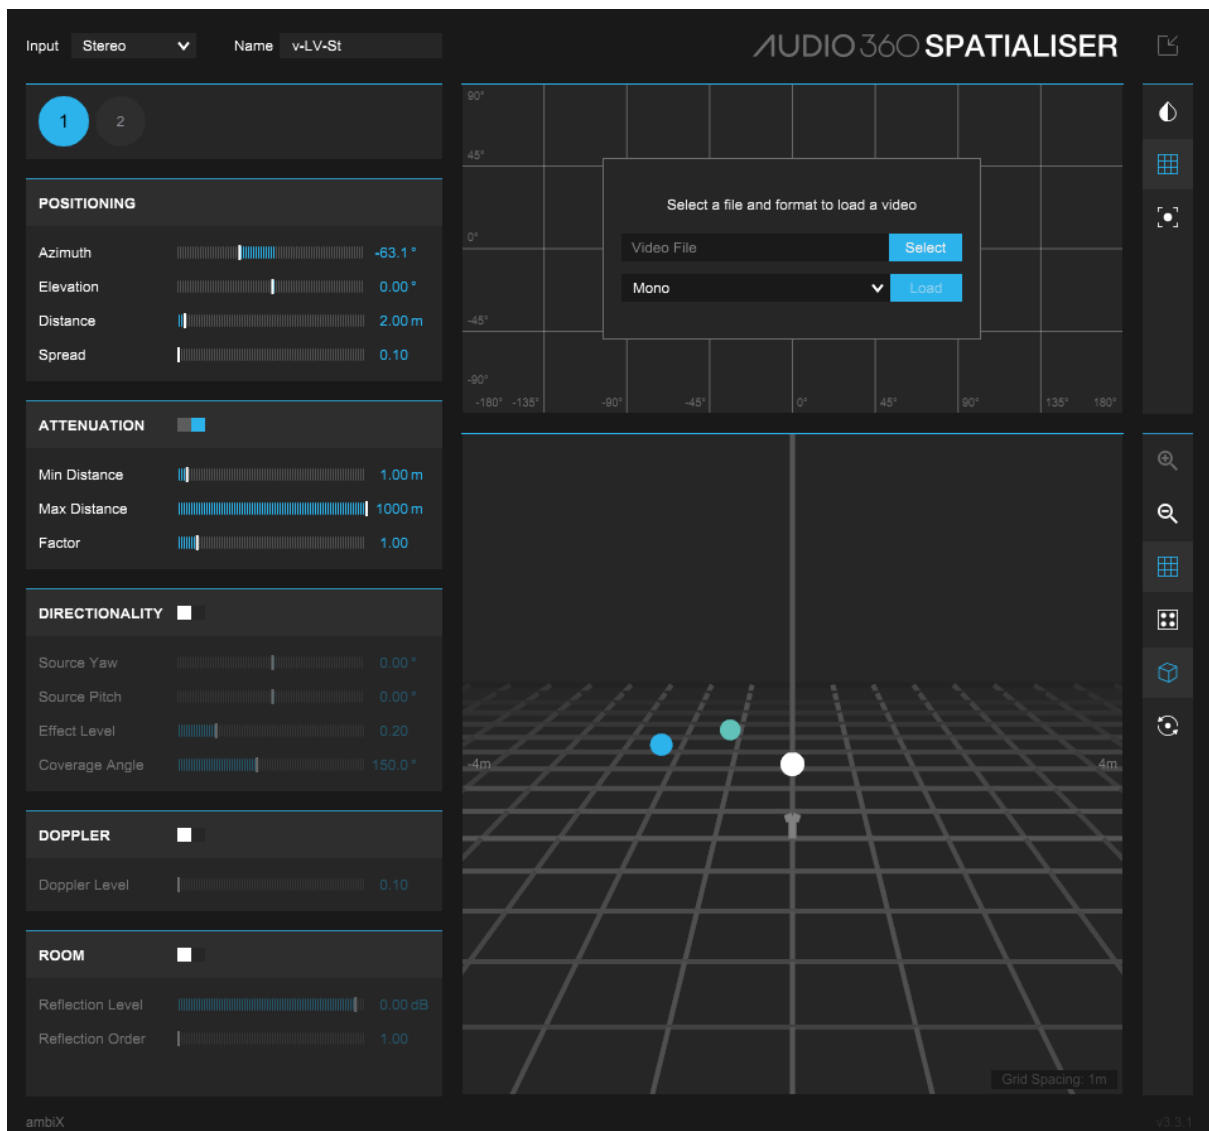 Input Stereo Name v-LV-St AUDIO360 SPATIALISER
1 2
POSITIONING
Azimuth -63.1 °
Elevation 0.00 °
Distance 2.00 m
Spread 0.10
ATTENUATION
Min Distance 1.00 m
Max Distance 1000 m
Factor 1.00
DIRECTIONALITY
Source Yaw 0.00 °
Source Pitch 0.00 °
Effect Level 0.20
Coverage Angle 150.0 °
DOPPLER
Doppler Level 0.10
ROOM
Reflection Level 0.00 dB
Reflection Order 1.00
ambiX
90°
45°
0°
-45°
-90°
-180° -135° -90° -45° 0° 45° 90° 135° 180°
Select a file and format to load a video
Video File Select
Mono Load
-4m 4m
Grid Spacing: 1m
v3.3.1